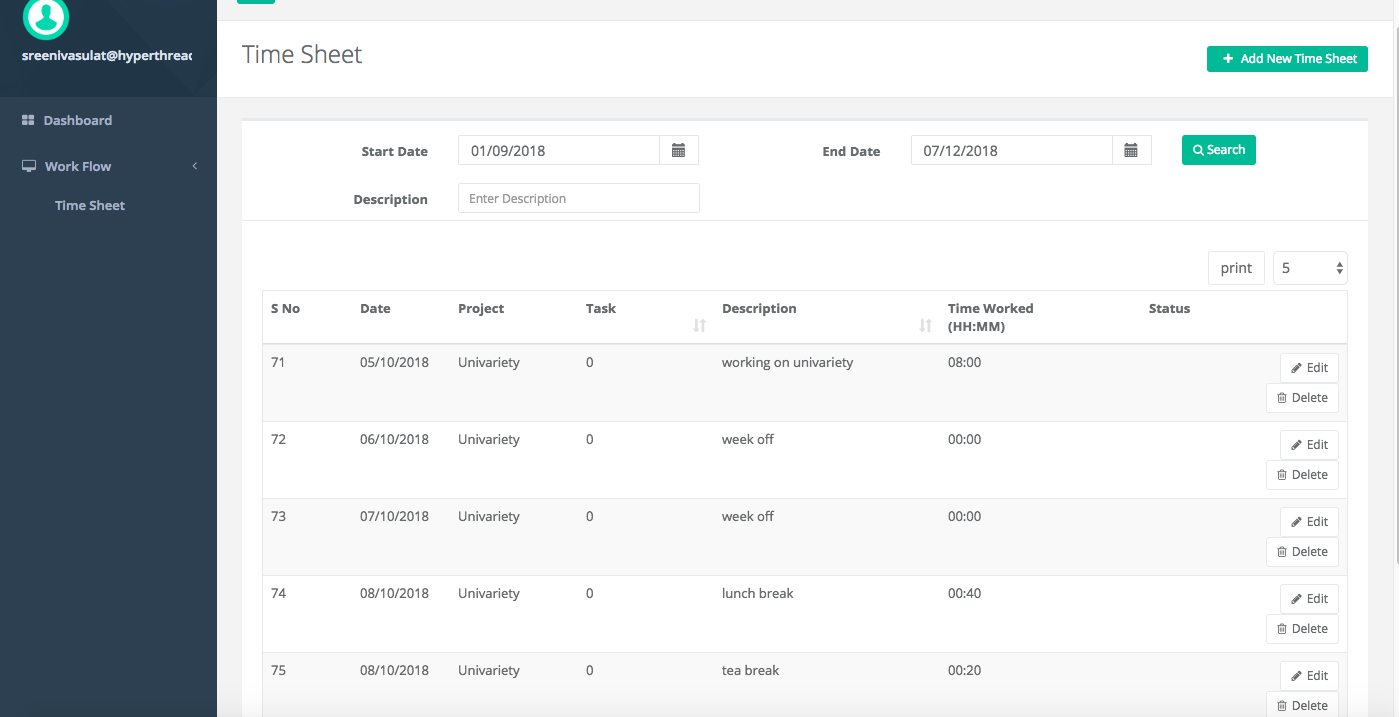 sreenivasulat@hyperthread
Dashboard
Work Flow
Time Sheet
Time Sheet
+ Add New Time Sheet
Start Date 01/09/2018 End Date 07/12/2018 Search
Description Enter Description
print 5
S No Date Project Task Description Time Worked (HH:MM) Status
71 05/10/2018 Univariety 0 working on univariety 08:00 Edit
Delete
72 06/10/2018 Univariety 0 week off 00:00 Edit
Delete
73 07/10/2018 Univariety 0 week off 00:00 Edit
Delete
74 08/10/2018 Univariety 0 lunch break 00:40 Edit
Delete
75 08/10/2018 Univariety 0 tea break 00:20 Edit
Delete